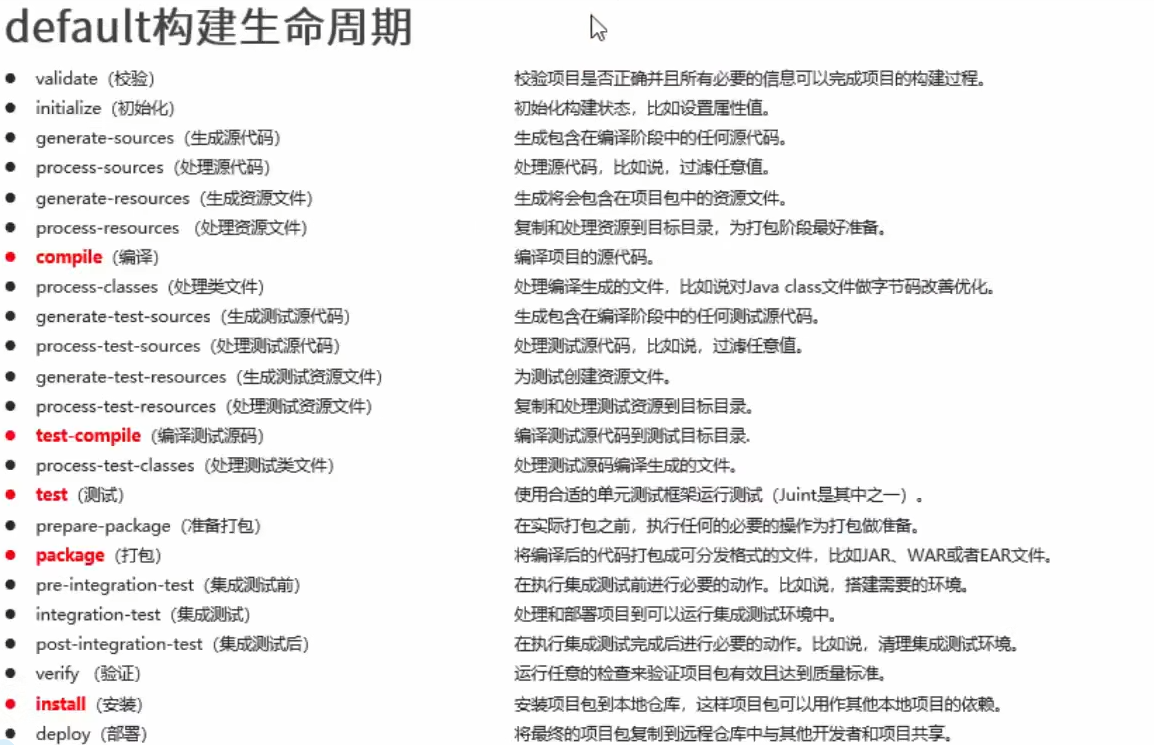 default构建生命周期
validate（校验） 校验项目是否正确并且所有必要的信息可以完成项目的构建过程。
initialize（初始化） 初始化构建状态，比如设置属性值。
generate-sources（生成源代码） 生成包含在编译阶段中的任何源代码。
process-sources（处理源代码） 处理源代码，比如说，过滤任意值。
generate-resources（生成资源文件） 生成将会包含在项目包中的资源文件。
process-resources （处理资源文件） 复制和处理资源到目标目录，为打包阶段最好准备。
compile（编译） 编译项目的源代码。
process-classes（处理类文件） 处理编译生成的文件，比如说对Java class文件做字节码改善优化。
generate-test-sources（生成测试源代码） 生成包含在编译阶段中的任何测试源代码。
process-test-sources（处理测试源代码） 处理测试源代码，比如说，过滤任意值。
generate-test-resources（生成测试资源文件） 为测试创建资源文件。
process-test-resources（处理测试资源文件） 复制和处理测试资源到目标目录。
test-compile（编译测试源码） 编译测试源代码到测试目标目录.
process-test-classes（处理测试类文件） 处理测试源码编译生成的文件。
test（测试） 使用合适的单元测试框架运行测试（Juint是其中之一）。
prepare-package（准备打包） 在实际打包之前，执行任何的必要的操作为打包做准备。
package（打包） 将编译后的代码打包成可分发格式的文件，比如JAR、WAR或者EAR文件。
pre-integration-test（集成测试前） 在执行集成测试前进行必要的动作。比如说，搭建需要的环境。
integration-test（集成测试） 处理和部署项目到可以运行集成测试环境中。
post-integration-test（集成测试后） 在执行集成测试完成后进行必要的动作。比如说，清理集成测试环境。
verify （验证） 运行任意的检查来验证项目包有效且达到质量标准。
install（安装） 安装项目包到本地仓库，这样项目包可以用作其他本地项目的依赖。
deploy（部署） 将最终的项目包复制到远程仓库中与其他开发者和项目共享。